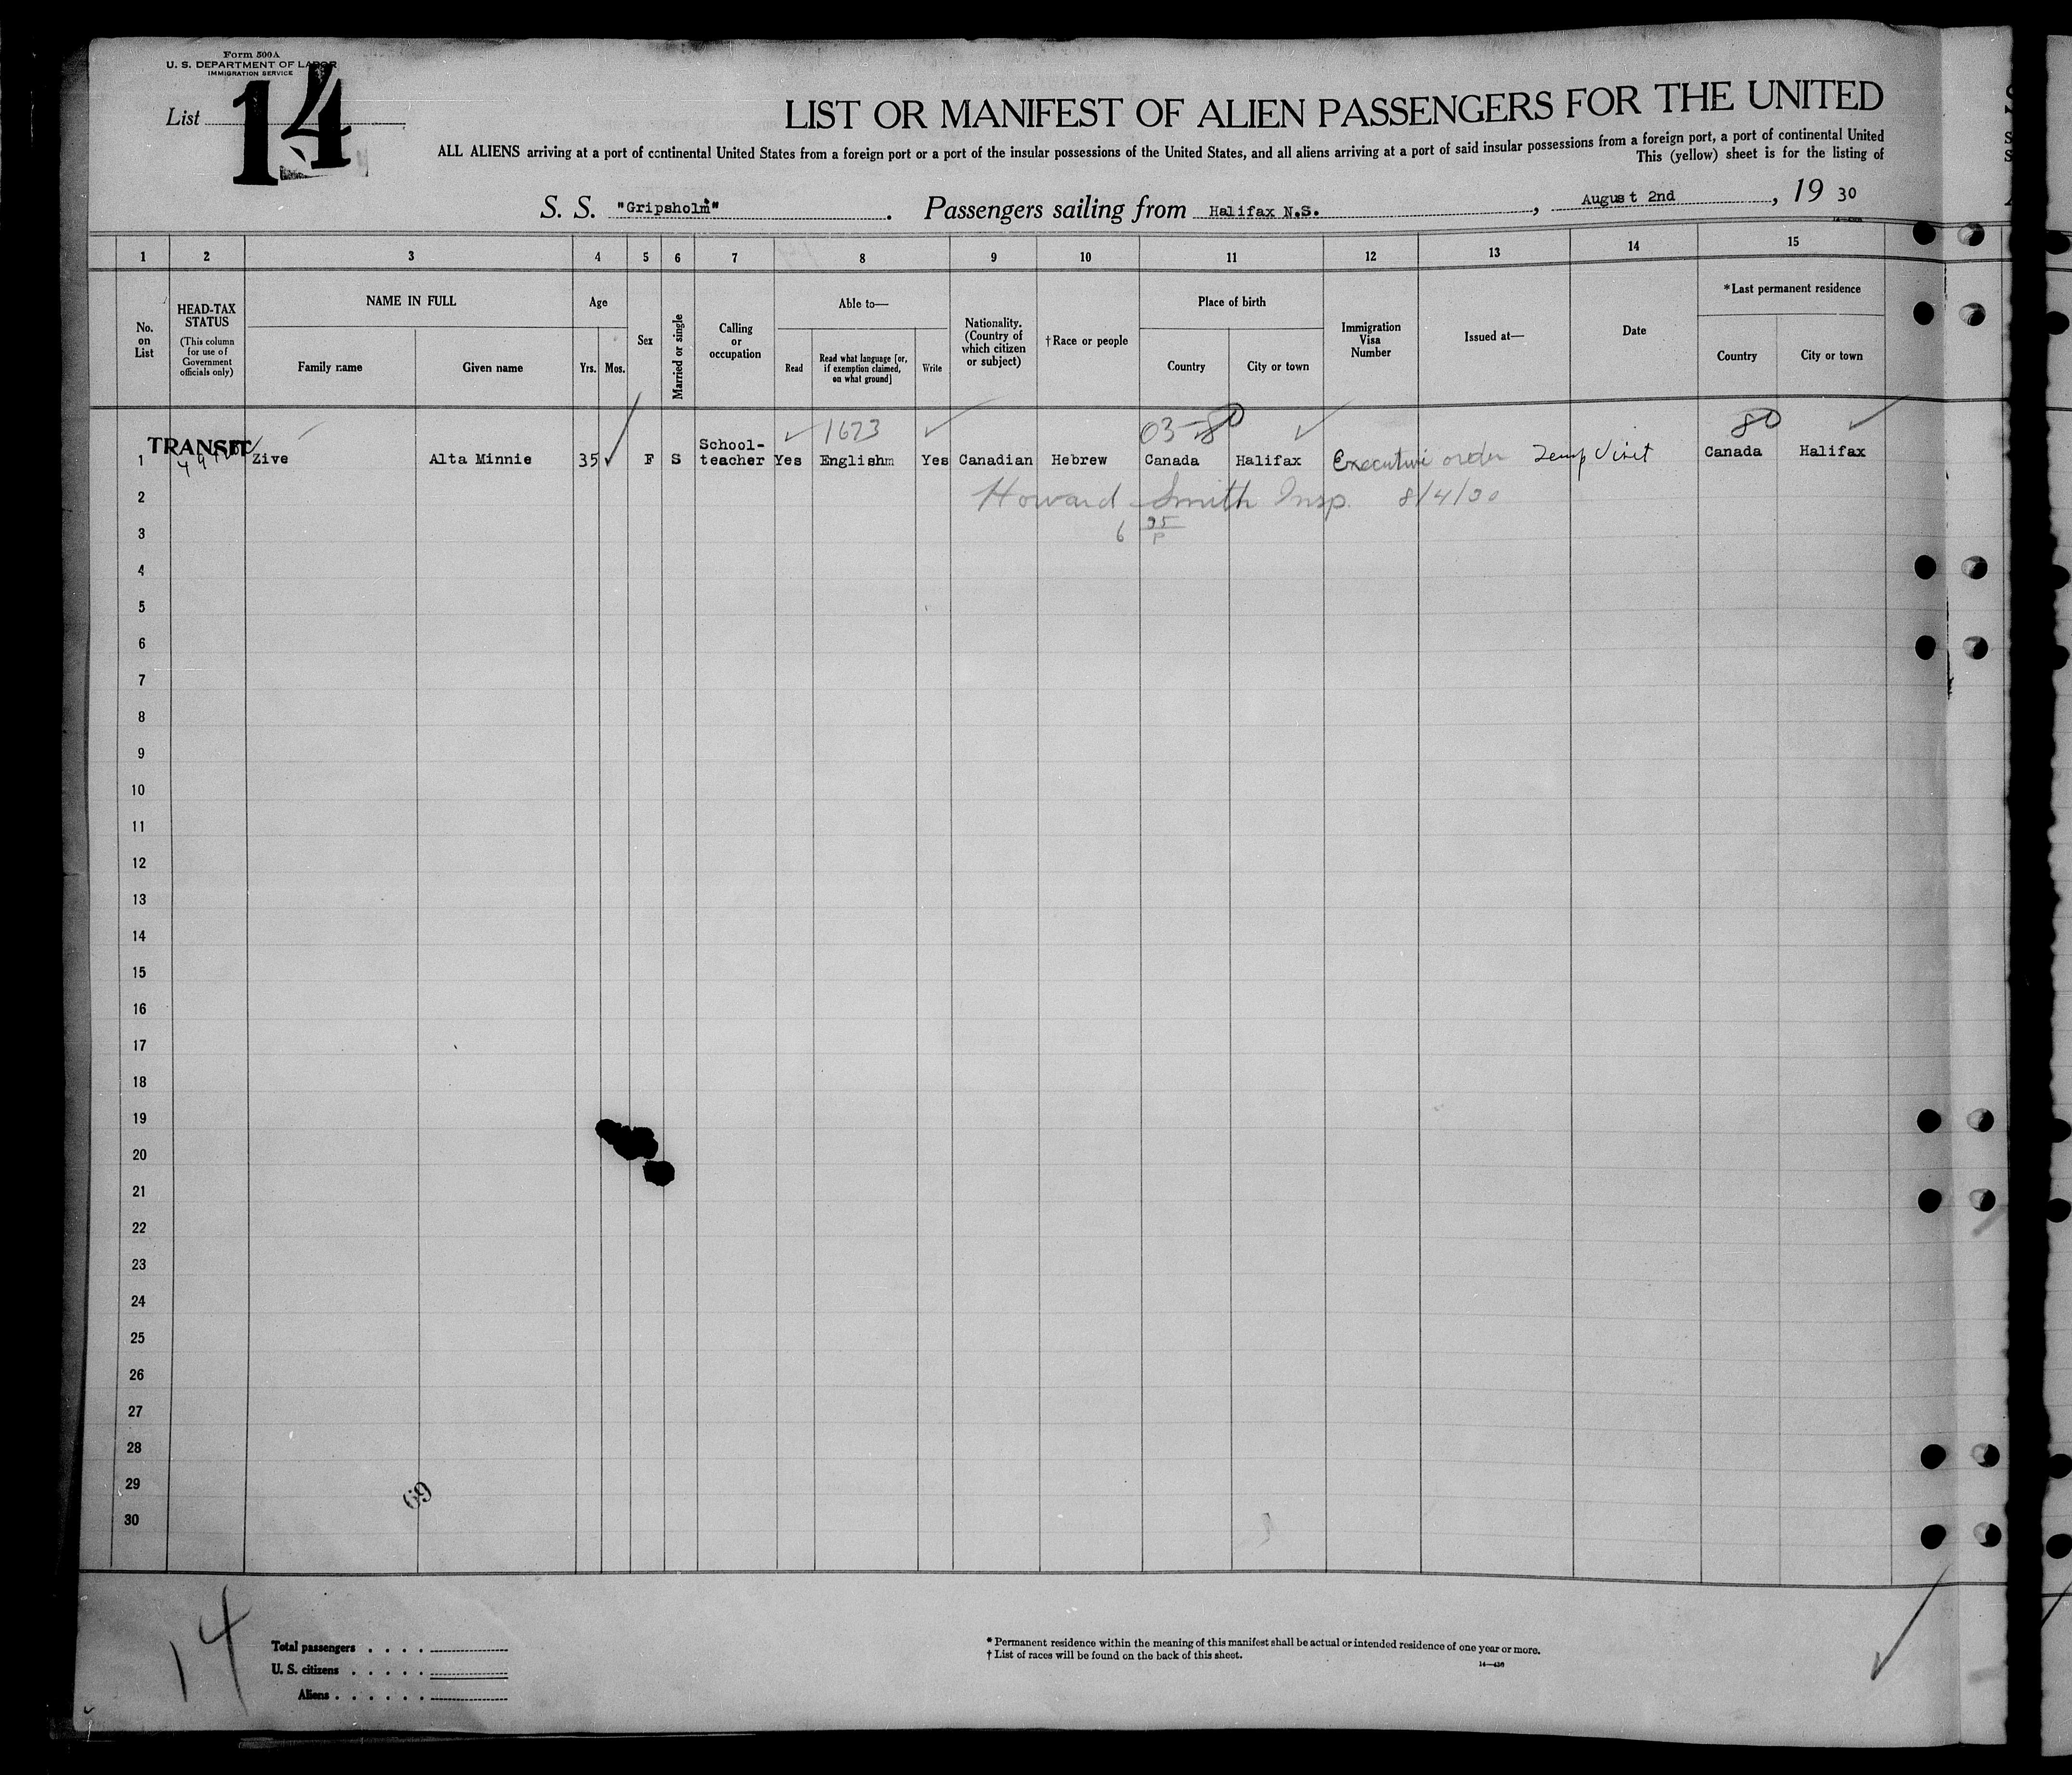 Form 500A
U. S. DEPARTMENT OF LABOR
IMMIGRATION SERVICE
List 14
LIST OR MANIFEST OF ALIEN PASSENGERS FOR THE UNITED
ALL ALIENS arriving at a port of continental United States from a foreign port or a port of the insular possessions of the United States, and all aliens arriving at a port of said insular possessions from a foreign port, a port of continental United
This (yellow) sheet is for the listing of
S. S. "Gripsholm" . Passengers sailing from Halifax N.S. , August 2nd , 19 30
1 2 3 4 5 6 7 8 9 10 11 12 13 14 15
No. on List
HEAD-TAX STATUS
(This column for use of Government officials only)
NAME IN FULL
Family name
Given name
Age
Yrs. Mos.
Sex
Married or single
Calling or occupation
Able to—
Read
Read what language [or, if exemption claimed, on what ground]
Write
Nationality. (Country of which citizen or subject)
†Race or people
Place of birth
Country
City or town
Immigration Visa Number
Issued at—
Date
*Last permanent residence
Country
City or town
1623 03-80 80
TRANSIT
1 Zive Alta Minnie 35 F S School-teacher Yes Englishm Yes Canadian Hebrew Canada Halifax Executive order Temp Visit Canada Halifax
2 Howard Smith Insp. 8/4/30
3 6 95 P
4
5
6
7
8
9
10
11
12
13
14
15
16
17
18
19
20
21
22
23
24
25
26
27
28
29
69
30
14
Total passengers . . . .
U. S. citizens . . . . .
Aliens . . . . . .
* Permanent residence within the meaning of this manifest shall be actual or intended residence of one year or more.
† List of races will be found on the back of this sheet.
14—430